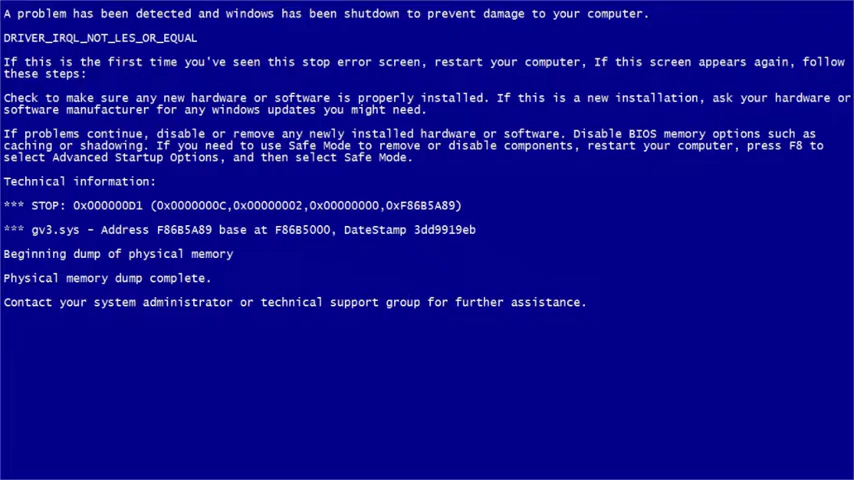 A problem has been detected and windows has been shutdown to prevent damage to your computer.
DRIVER_IRQL_NOT_LES_OR_EQUAL
If this is the first time you've seen this stop error screen, restart your computer, If this screen appears again, follow
these steps:
Check to make sure any new hardware or software is properly installed. If this is a new installation, ask your hardware or
software manufacturer for any windows updates you might need.
If problems continue, disable or remove any newly installed hardware or software. Disable BIOS memory options such as
caching or shadowing. If you need to use Safe Mode to remove or disable components, restart your computer, press F8 to
select Advanced Startup Options, and then select Safe Mode.
Technical information:
*** STOP: 0x000000D1 (0x0000000C,0x00000002,0x00000000,0xF86B5A89)
*** gv3.sys - Address F86B5A89 base at F86B5000, DateStamp 3dd9919eb
Beginning dump of physical memory
Physical memory dump complete.
Contact your system administrator or technical support group for further assistance.